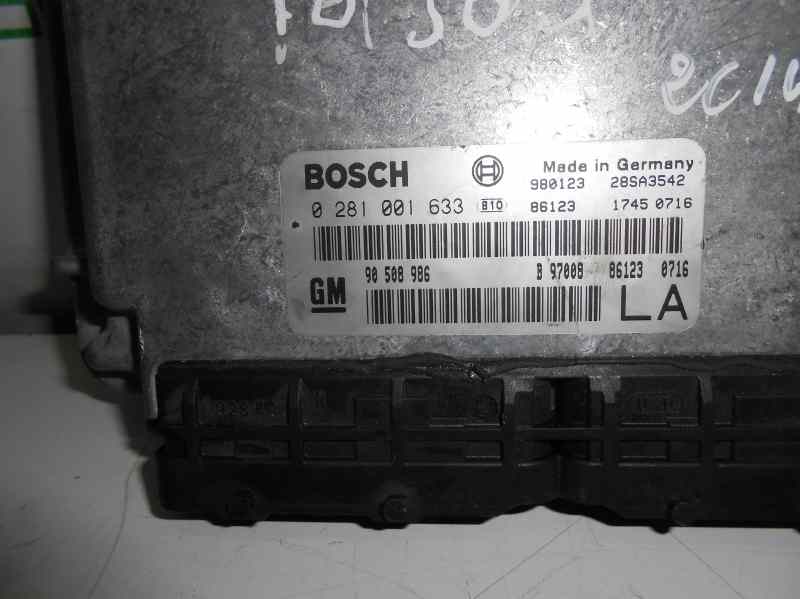 BOSCH Made in Germany
980123 28SA3542
0 281 001 633 B10 86123 1745 0716
90 508 986 B 97008 86123 0716
GM LA